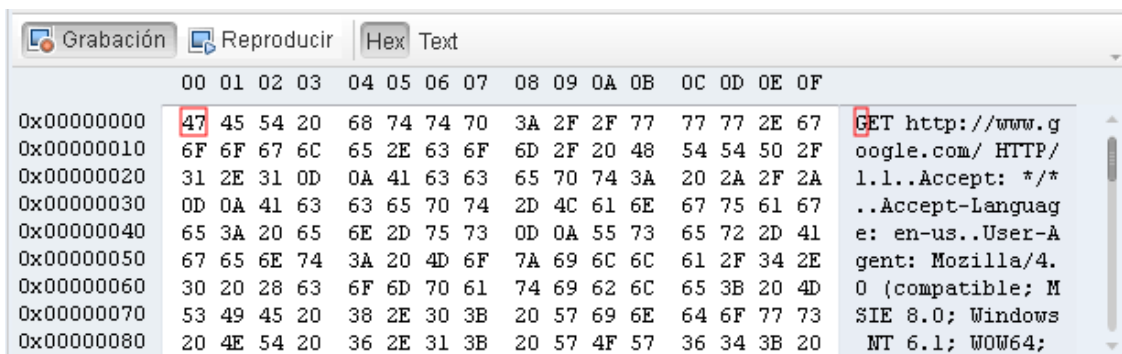 Grabación Reproducir Hex Text
00 01 02 03 04 05 06 07 08 09 0A 0B 0C 0D 0E 0F
0x00000000 47 45 54 20 68 74 74 70 3A 2F 2F 77 77 77 2E 67 GET http://www.g
0x00000010 6F 6F 67 6C 65 2E 63 6F 6D 2F 20 48 54 54 50 2F oogle.com/ HTTP/
0x00000020 31 2E 31 0D 0A 41 63 63 65 70 74 3A 20 2A 2F 2A 1.1..Accept: */*
0x00000030 0D 0A 41 63 63 65 70 74 2D 4C 61 6E 67 75 61 67 ..Accept-Languag
0x00000040 65 3A 20 65 6E 2D 75 73 0D 0A 55 73 65 72 2D 41 e: en-us..User-A
0x00000050 67 65 6E 74 3A 20 4D 6F 7A 69 6C 6C 61 2F 34 2E gent: Mozilla/4.
0x00000060 30 20 28 63 6F 6D 70 61 74 69 62 6C 65 3B 20 4D 0 (compatible; M
0x00000070 53 49 45 20 38 2E 30 3B 20 57 69 6E 64 6F 77 73 SIE 8.0; Windows
0x00000080 20 4E 54 20 36 2E 31 3B 20 57 4F 57 36 34 3B 20 NT 6.1; WOW64;